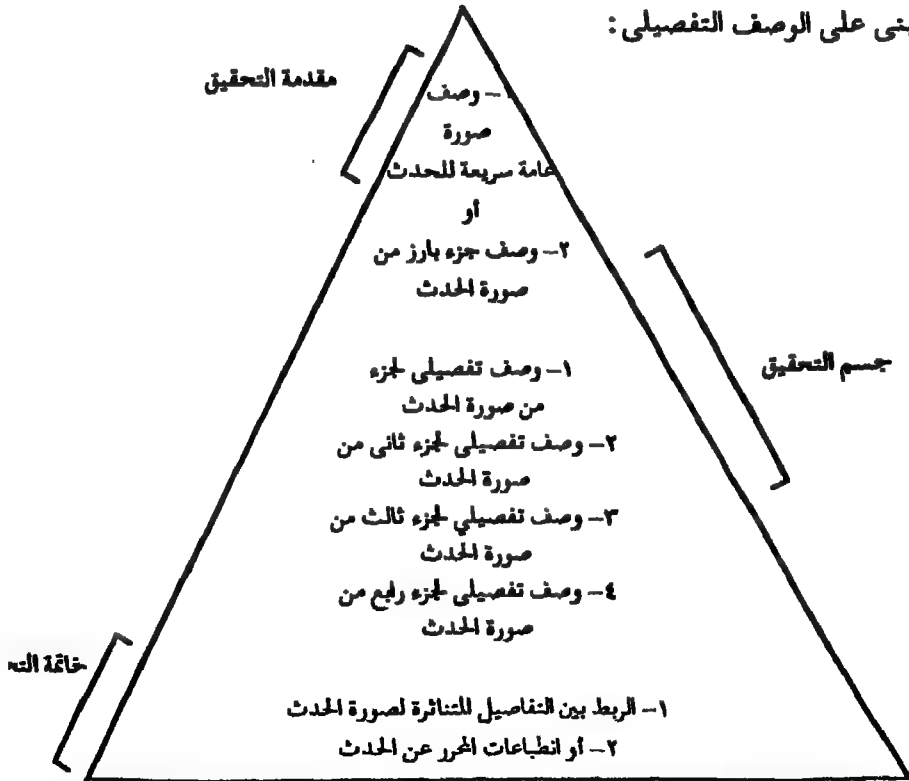 على الوصف التفصيلى :
مقدمة التحقيق
١- وصف
صورة
عامة سريعة للحدث
أو
٢- وصف جزء بارز من
صورة الحدث
جسم التحقيق
١- وصف تفصيلى لجزء
من صورة الحدث
٢- وصف تفصيلى لجزء ثانى من
صورة الحدث
٣- وصف تفصيلي لجزء ثالث من
صورة الحدث
٤- وصف تفصيلى لجزء رابع من
صورة الحدث
خاتمة
١- الربط بين التفاصيل المتناثرة لصورة الحدث
٢- أو انطباعات المحرر عن الحدث